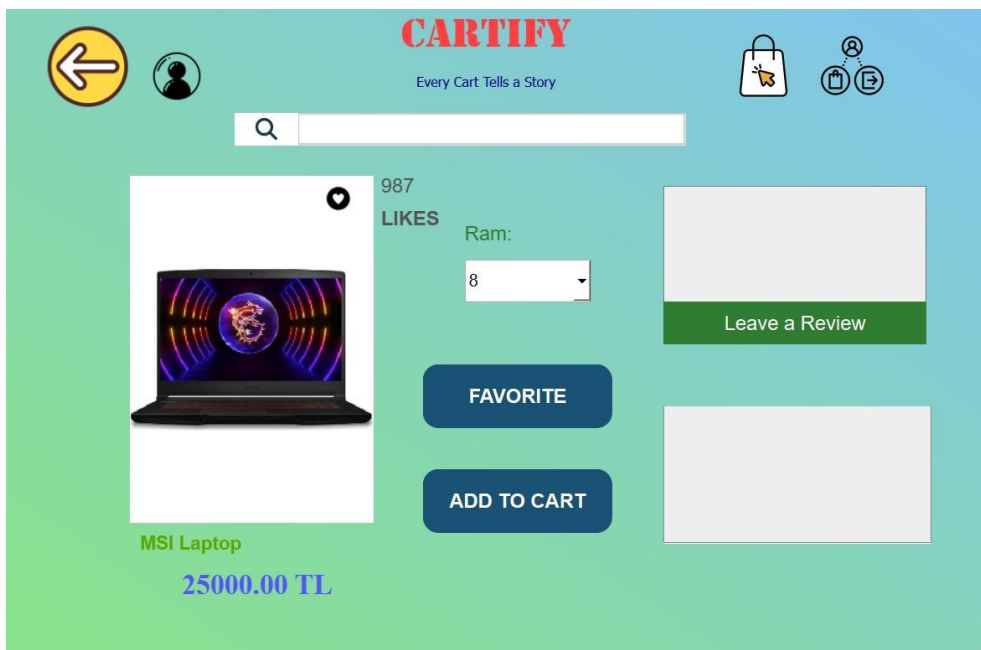 CARTIFY
Every Cart Tells a Story
987
LIKES
Ram:
8
Leave a Review
FAVORITE
ADD TO CART
MSI Laptop
25000.00 TL